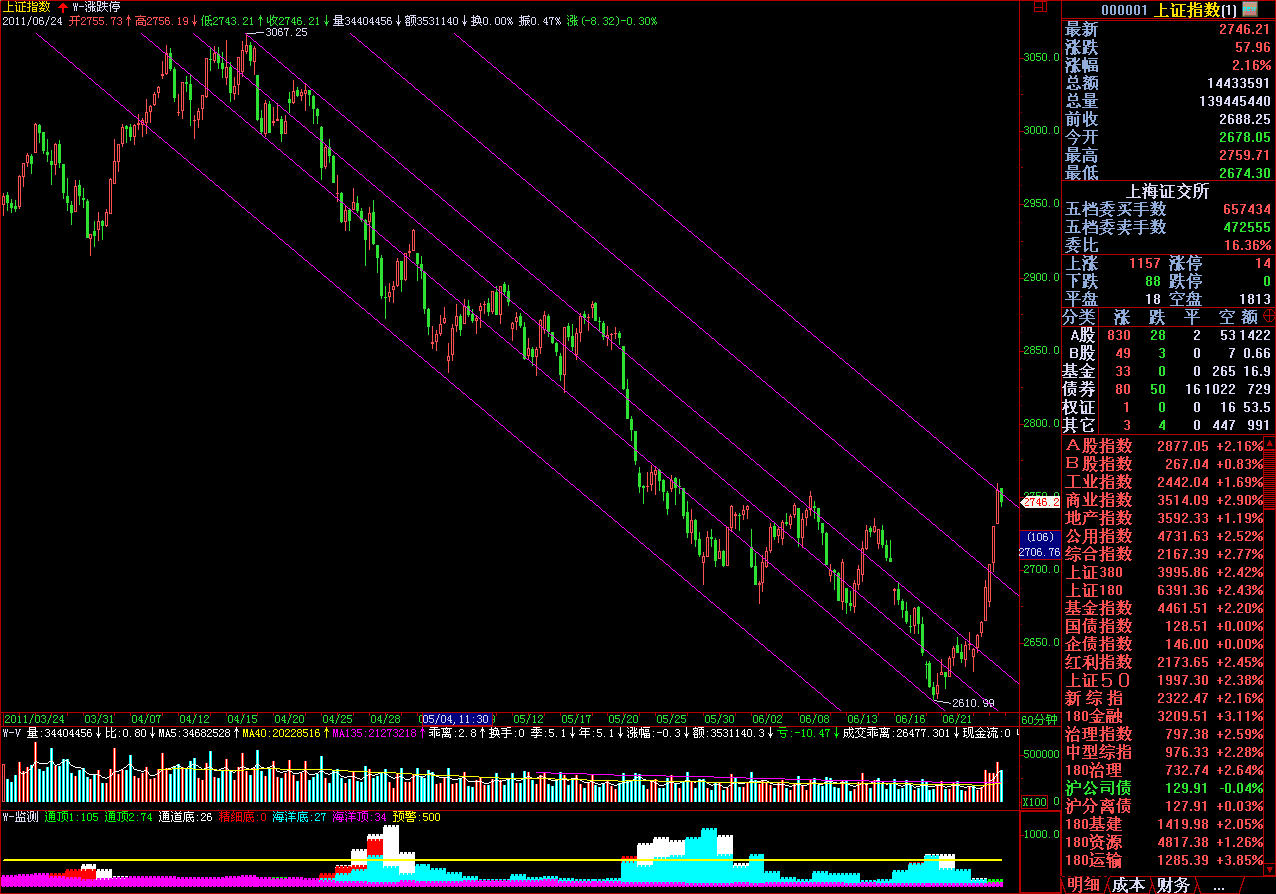 上证指数 W-涨跌停
2011/06/24 开2755.73↑高2756.19↓低2743.21↑收2746.21↓量34404456↓额3531140↓换0.00% 振0.47% 涨(-8.32)-0.30%
3067.25
3050.0
3000.0
2950.0
2900.0
2850.0
2800.0
2746.2
(106)
2706.76
2700.0
2650.0
2610.99
2011/03/24 03/31 04/07 04/12 04/15 04/20 04/25 04/28 05/04,11:30 05/12 05/17 05/20 05/25 05/30 06/02 06/08 06/13 06/16 06/21 60分钟
W-V 量:34404456↓比:0.80↓MA5:34682528↑MA40:20228516↑MA135:21273218↑乖离:2.8↑换手:0 季:5.1↓年:5.1↓涨幅:-0.3↓额:3531140.3↓亏:-10.47↓成交乖离:26477.301↓现金流:0
500000
X100 0
W-监测 通顶1:105 通顶2:74 通道底:26 精细底:0 海洋底:27 海洋顶:34 预警:500
1000.0
0
000001 上证指数(1)
最新 2746.21
涨跌 57.96
涨幅 2.16%
总额 14433591
总量 139445440
前收 2688.25
今开 2678.05
最高 2759.71
最低 2674.30
上海证交所
五档委买手数 657434
五档委卖手数 472555
委比 16.36%
上涨 1157 涨停 14
下跌 88 跌停 0
平盘 18 空盘 1813
分类 涨 跌 平 空 额
A股 830 28 2 53 1422
B股 49 3 0 7 0.66
基金 33 0 0 265 16.9
债券 80 50 16 1022 729
权证 1 0 0 16 53.5
其它 3 4 0 447 991
A股指数 2877.05 +2.16%
B股指数 267.04 +0.83%
工业指数 2442.04 +1.69%
商业指数 3514.09 +2.90%
地产指数 3592.33 +1.19%
公用指数 4731.63 +2.52%
综合指数 2167.39 +2.77%
上证380 3995.86 +2.42%
上证180 6391.36 +2.43%
基金指数 4461.51 +2.20%
国债指数 128.51 +0.00%
企债指数 146.00 +0.00%
红利指数 2173.65 +2.45%
上证50 1997.30 +2.38%
新综指 2322.47 +2.16%
180金融 3209.51 +3.11%
治理指数 797.38 +2.59%
中型综指 976.33 +2.28%
180治理 732.74 +2.64%
沪公司债 129.91 -0.04%
沪分离债 127.91 +0.03%
180基建 1419.98 +2.05%
180资源 4817.38 +1.26%
180运输 1285.39 +3.85%
明细 成本 财务 ...